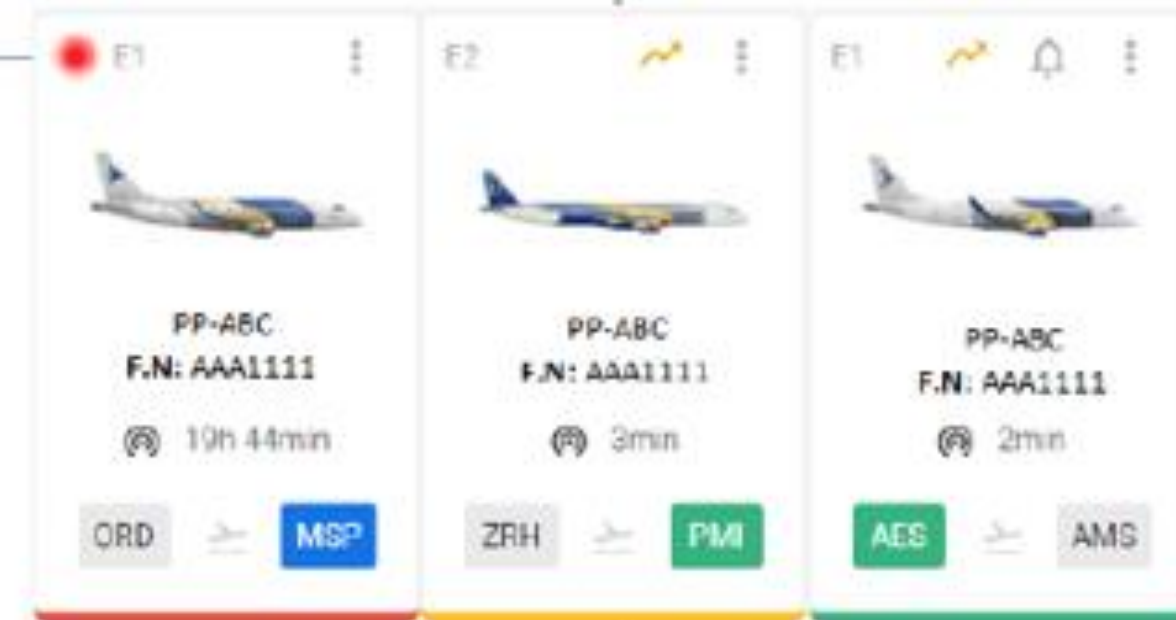 E1
PP-ABC
F.N: AAA1111
19h 44min
ORD MSP
E2
PP-ABC
F.N: AAA1111
3min
ZRH PMI
E1
PP-ABC
F.N: AAA1111
2min
AES AMS